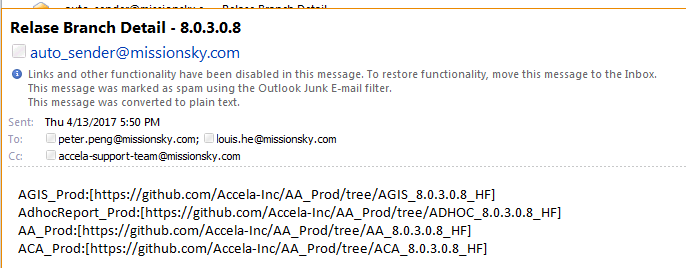 Relase Branch Detail - 8.0.3.0.8
auto_sender@missionsky.com
Links and other functionality have been disabled in this message. To restore functionality, move this message to the Inbox.
This message was marked as spam using the Outlook Junk E-mail filter.
This message was converted to plain text.
Sent: Thu 4/13/2017 5:50 PM
To: peter.peng@missionsky.com; louis.he@missionsky.com
Cc: accela-support-team@missionsky.com
AGIS_Prod:[https://github.com/Accela-Inc/AA_Prod/tree/AGIS_8.0.3.0.8_HF]
AdhocReport_Prod:[https://github.com/Accela-Inc/AA_Prod/tree/ADHOC_8.0.3.0.8_HF]
AA_Prod:[https://github.com/Accela-Inc/AA_Prod/tree/AA_8.0.3.0.8_HF]
ACA_Prod:[https://github.com/Accela-Inc/AA_Prod/tree/ACA_8.0.3.0.8_HF]